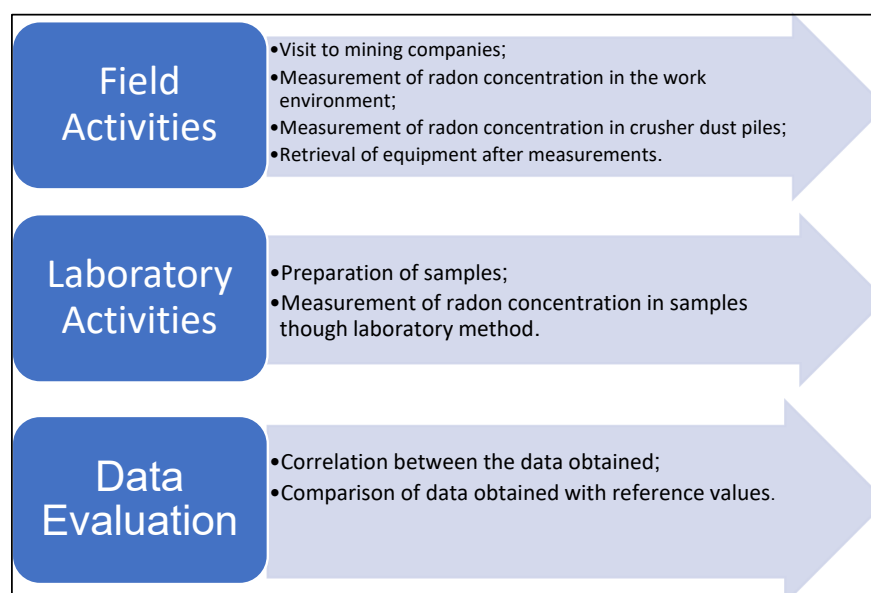 Field
Activities
•Visit to mining companies;
•Measurement of radon concentration in the work
environment;
•Measurement of radon concentration in crusher dust piles;
•Retrieval of equipment after measurements.
Laboratory
Activities
•Preparation of samples;
•Measurement of radon concentration in samples
though laboratory method.
Data
Evaluation
•Correlation between the data obtained;
•Comparison of data obtained with reference values.